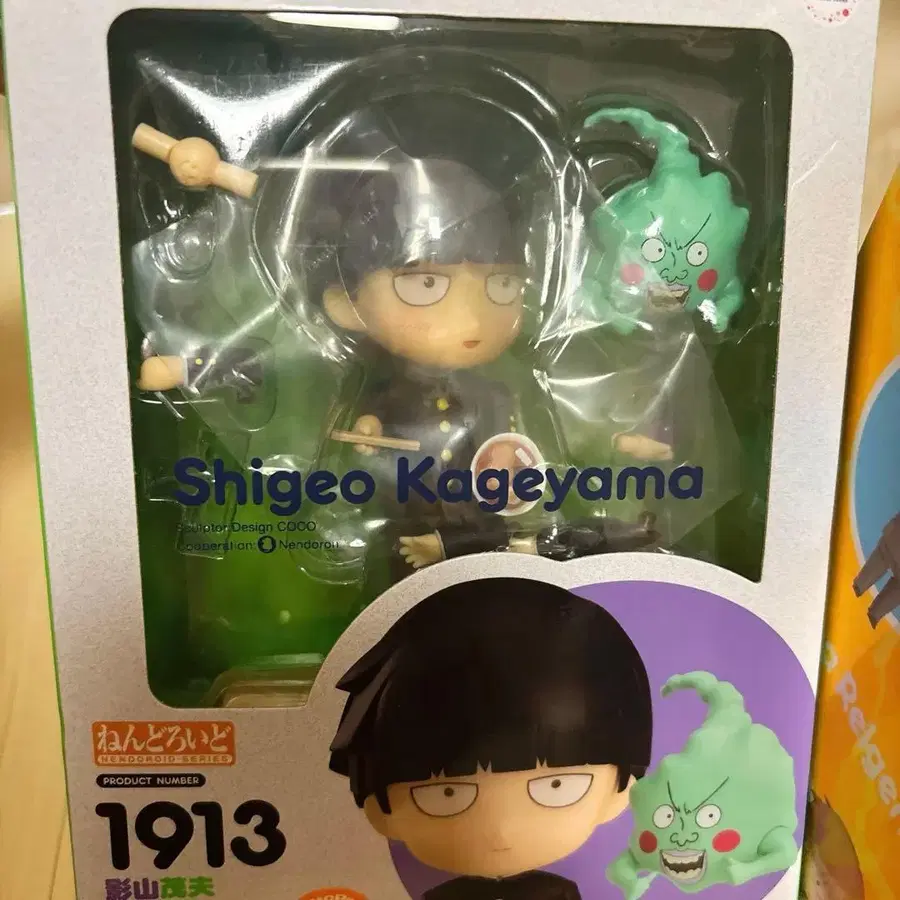 Shigeo Kageyama
Sculptor Design COCO
Cooperation: Nendoron
ねんどろいど
NENDOROID SERIES
PRODUCT NUMBER
1913
影山茂夫